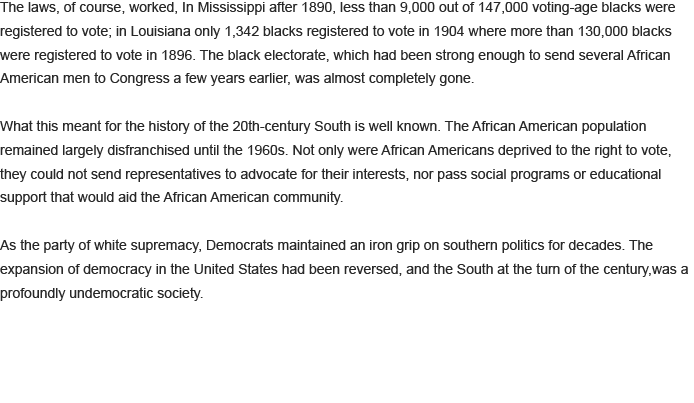 The laws, of course, worked, In Mississippi after 1890, less than 9,000 out of 147,000 voting-age blacks were
registered to vote; in Louisiana only 1,342 blacks registered to vote in 1904 where more than 130,000 blacks
were registered to vote in 1896. The black electorate, which had been strong enough to send several African
American men to Congress a few years earlier, was almost completely gone.

What this meant for the history of the 20th-century South is well known. The African American population
remained largely disfranchised until the 1960s. Not only were African Americans deprived to the right to vote,
they could not send representatives to advocate for their interests, nor pass social programs or educational
support that would aid the African American community.

As the party of white supremacy, Democrats maintained an iron grip on southern politics for decades. The
expansion of democracy in the United States had been reversed, and the South at the turn of the century,was a
profoundly undemocratic society.